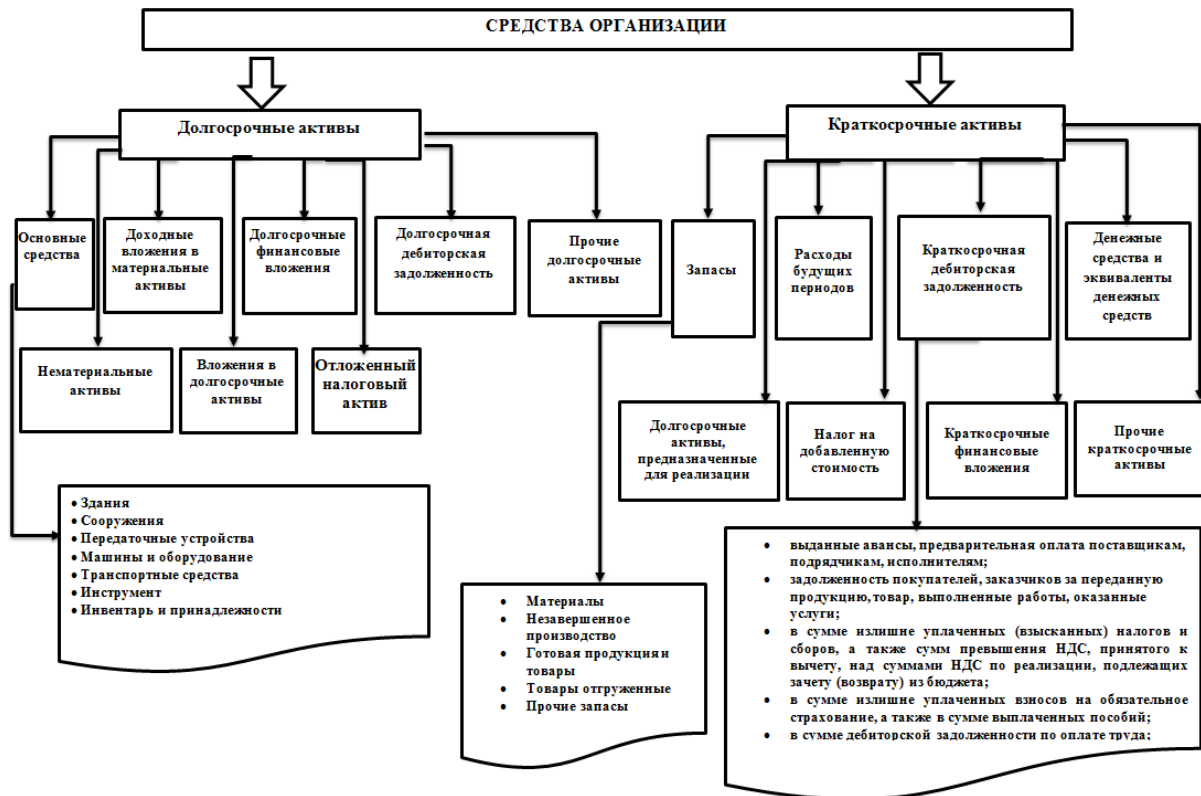 СРЕДСТВА ОРГАНИЗАЦИИ
Долгосрочные активы
Краткосрочные активы
Основные
средства
Доходные
вложения в
материальные
активы
Долгосрочные
финансовые
вложения
Долгосрочная
дебиторская
задолженность
Прочие
долгосрочные
активы
Запасы
Расходы
будущих
периодов
Краткосрочная
дебиторская
задолженность
Денежные
средства и
эквиваленты
денежных
средств
Нематериальные
активы
Вложения в
долгосрочные
активы
Отложенный
налоговый
актив
Долгосрочные
активы,
предназначенные
для реализации
Налог на
добавленную
стоимость
Краткосрочные
финансовые
вложения
Прочие
краткосрочные
активы
• Здания
• Сооружения
• Передаточные устройства
• Машины и оборудование
• Транспортные средства
• Инструмент
• Инвентарь и принадлежности
• Материалы
• Незавершенное
производство
• Готовая продукция и
товары
• Товары отгруженные
• Прочие запасы
• выданные авансы, предварительная оплата поставщикам,
подрядчикам, исполнителям;
• задолженность покупателей, заказчиков за переданную
продукцию, товар, выполненные работы, оказанные
услуги;
• в сумме излишне уплаченных (взысканных) налогов и
сборов, а также сумм превышения НДС, принятого к
вычету, над суммами НДС по реализации, подлежащих
зачету (возврату) из бюджета;
• в сумме излишне уплаченных взносов на обязательное
страхование, а также в сумме выплаченных пособий;
• в сумме дебиторской задолженности по оплате труда;